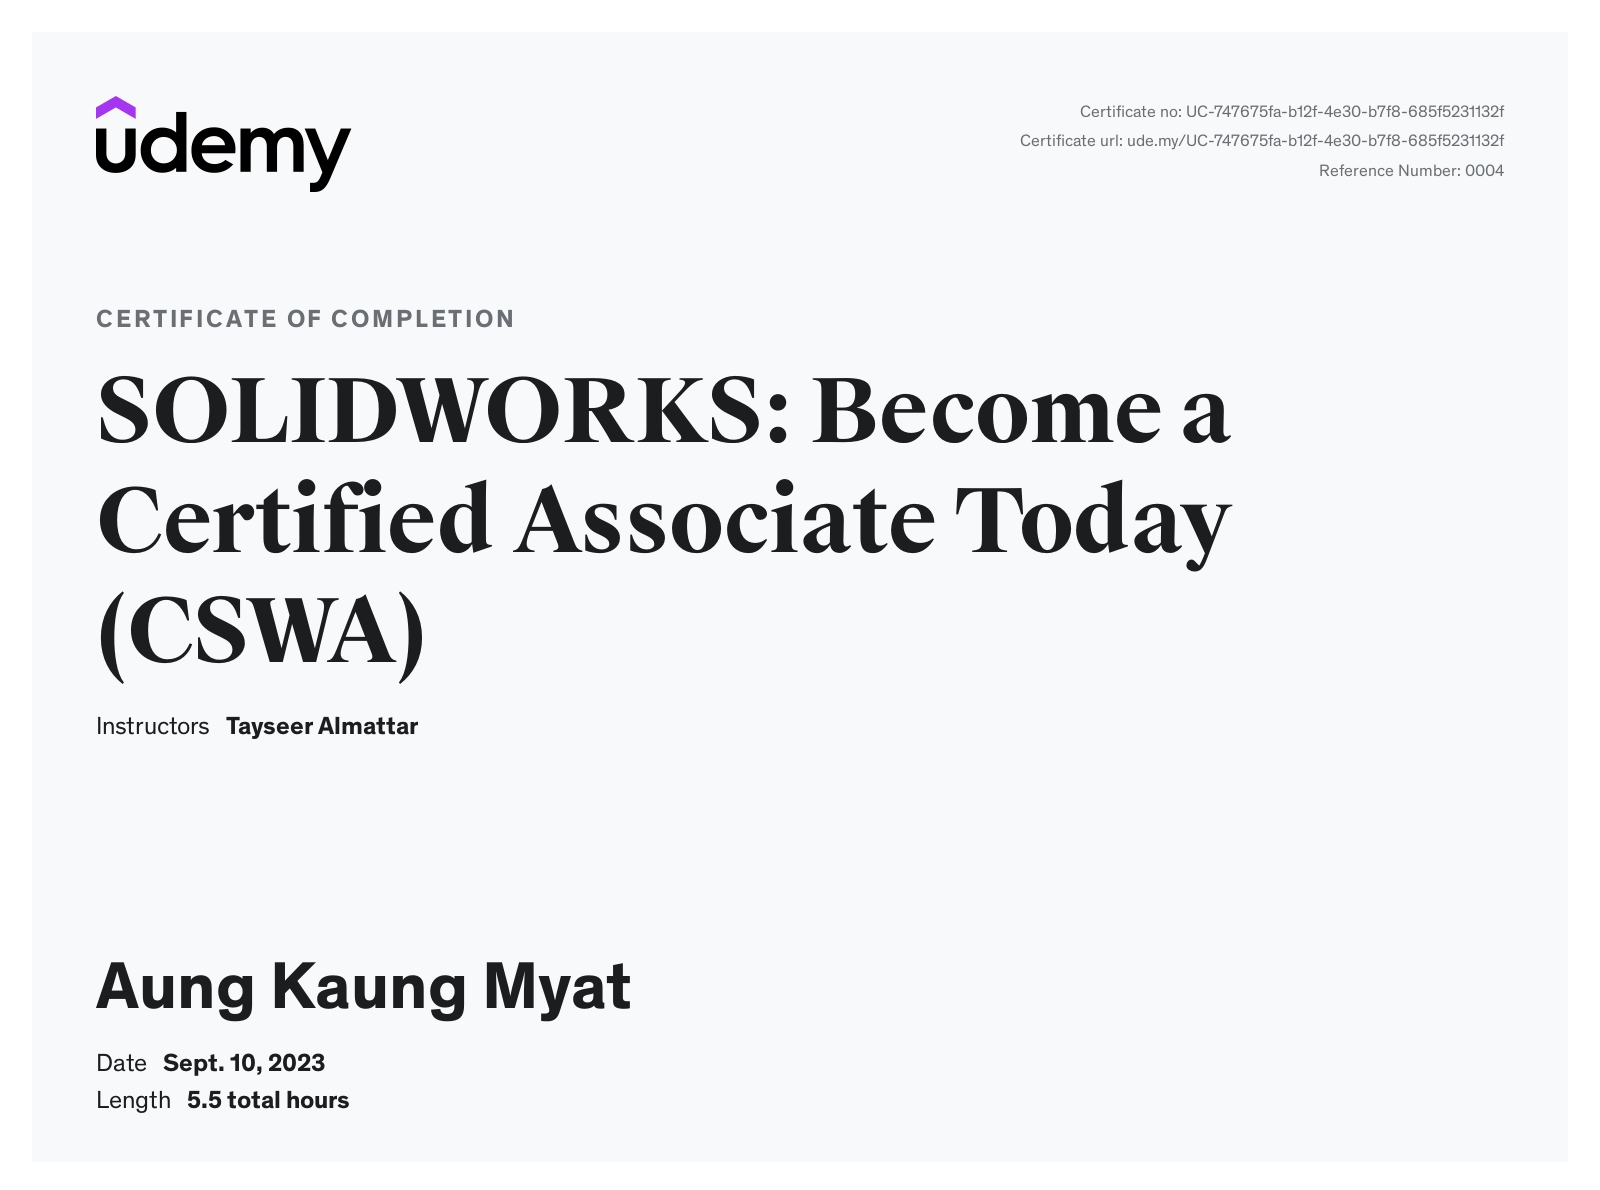 udemy
Certificate no: UC-747675fa-b12f-4e30-b7f8-685f5231132f
Certificate url: ude.my/UC-747675fa-b12f-4e30-b7f8-685f5231132f
Reference Number: 0004
CERTIFICATE OF COMPLETION
SOLIDWORKS: Become a
Certified Associate Today
(CSWA)
Instructors Tayseer Almattar
Aung Kaung Myat
Date Sept. 10, 2023
Length 5.5 total hours